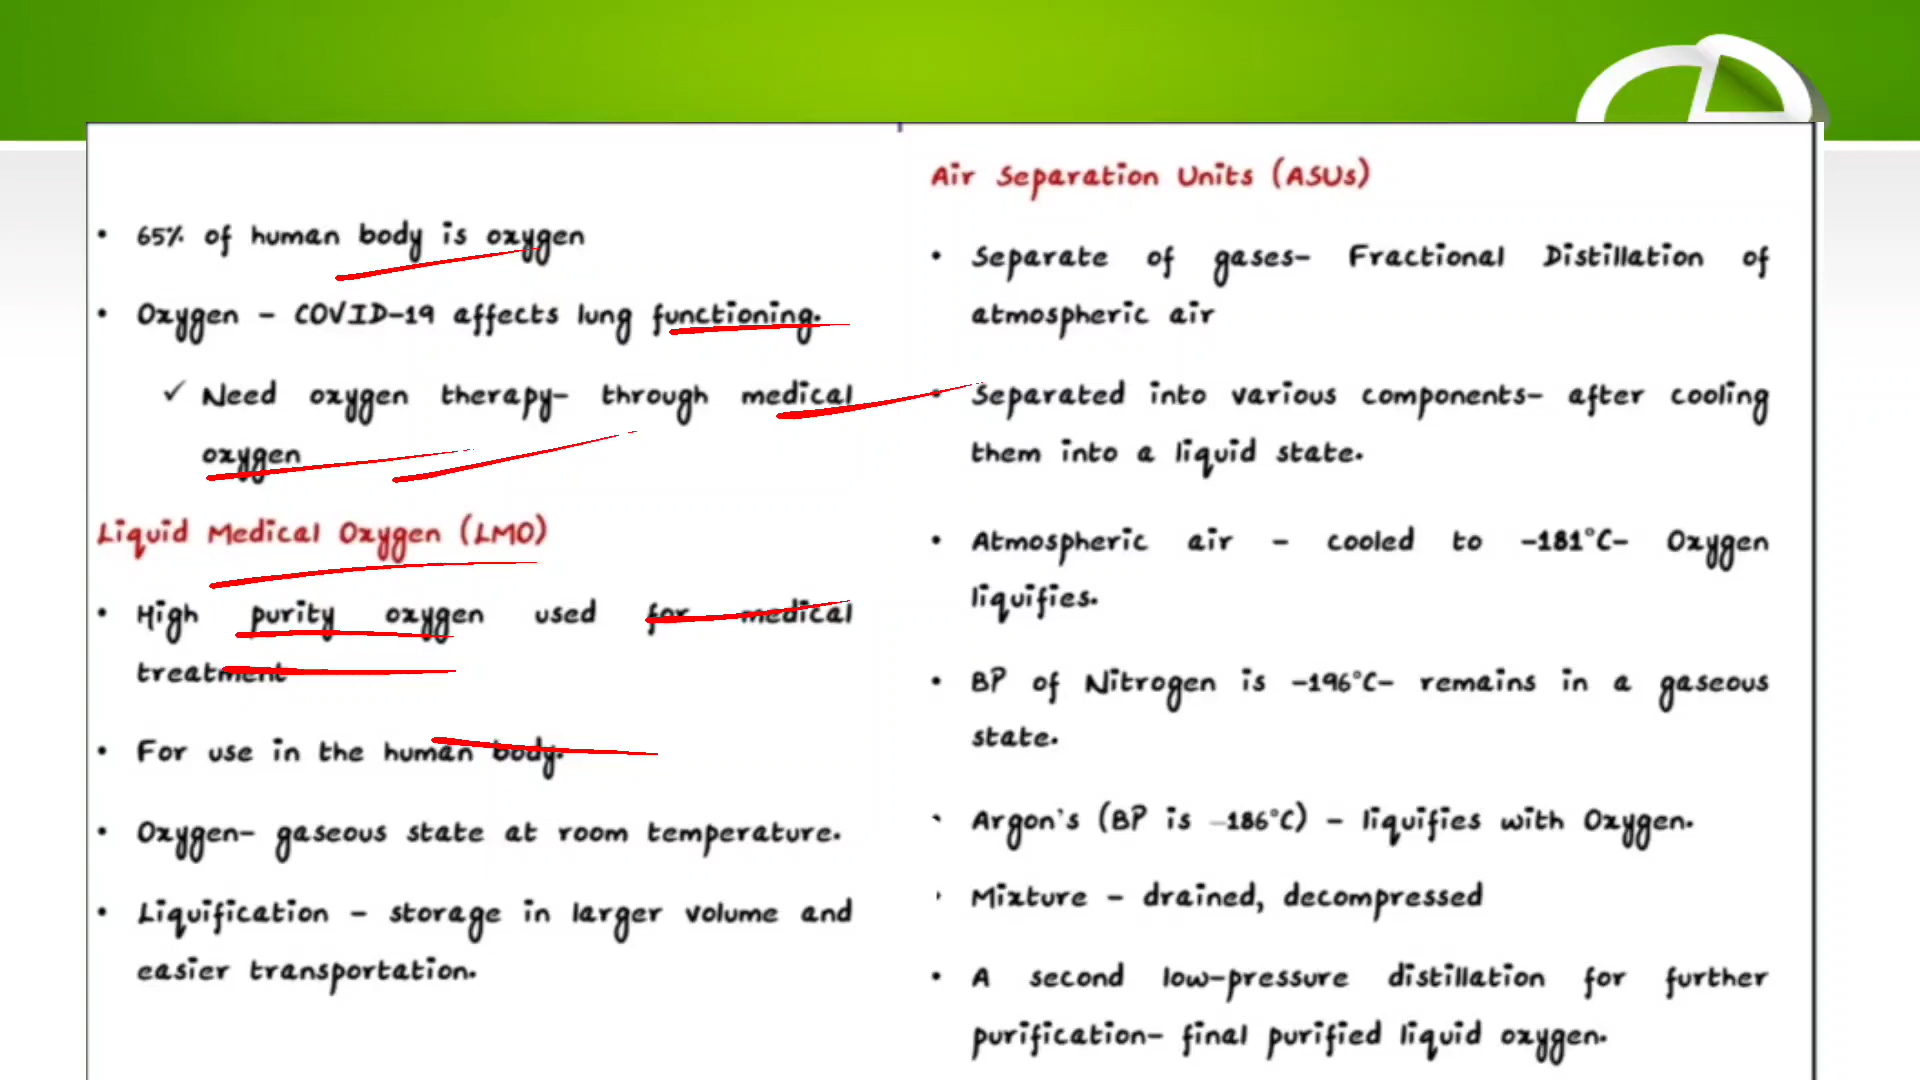 • 65% of human body is oxygen
• Oxygen - COVID-19 affects lung functioning.
✓ Need oxygen therapy- through medical
oxygen
Liquid Medical Oxygen (LMO)
• High purity oxygen used for medical
treatment
• For use in the human body.
• Oxygen- gaseous state at room temperature.
• Liquification - storage in larger volume and
easier transportation.
Air Separation Units (ASUs)
• Separate of gases- Fractional Distillation of
atmospheric air
• Separated into various components- after cooling
them into a liquid state.
• Atmospheric air - cooled to -181°C- Oxygen
liquifies.
• BP of Nitrogen is -196°C- remains in a gaseous
state.
• Argon's (BP is -186°C) - liquifies with Oxygen.
• Mixture - drained, decompressed
• A second low-pressure distillation for further
purification- final purified liquid oxygen.